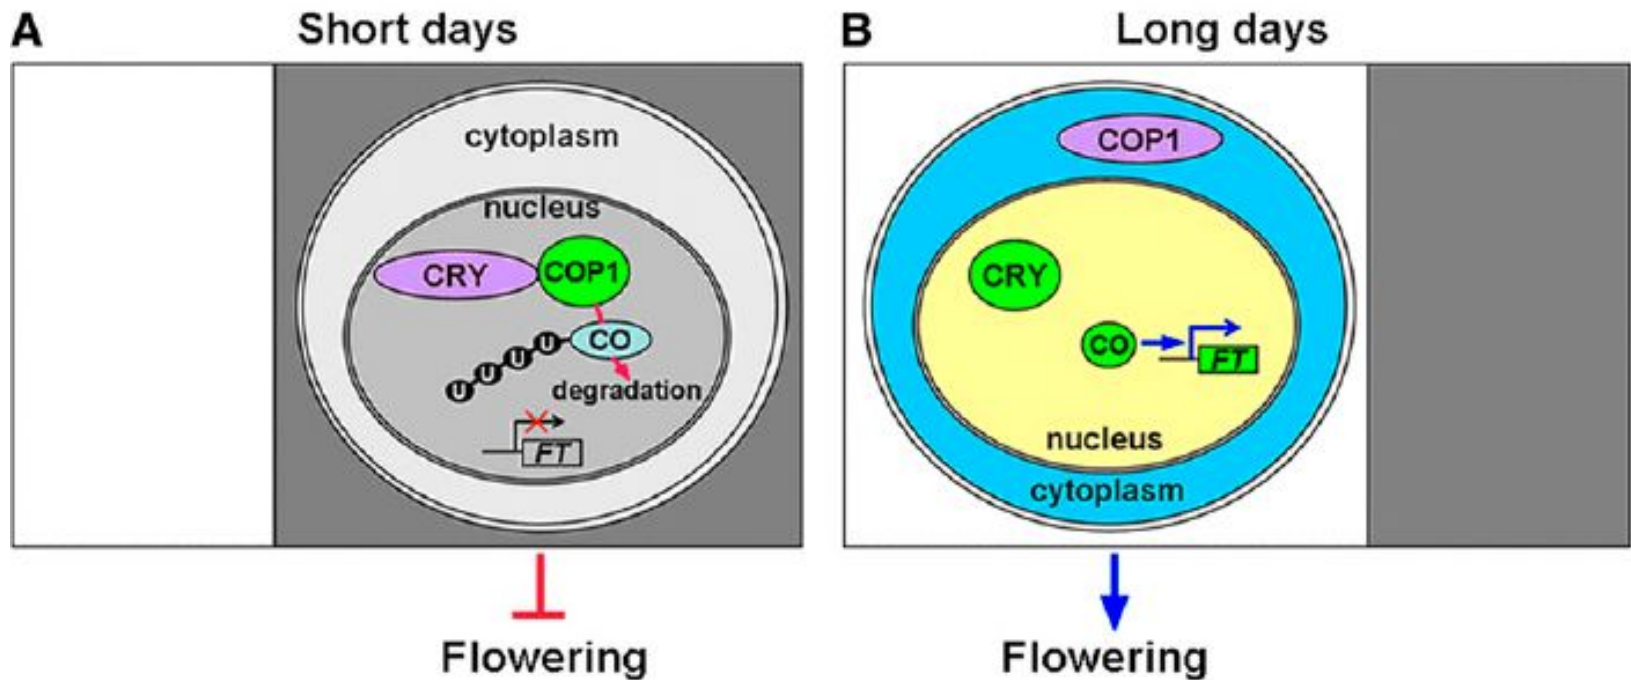 A Short days
cytoplasm
nucleus
CRY COP1
U U U U CO
degradation
FT
Flowering
B Long days
COP1
CRY
CO FT
nucleus
cytoplasm
Flowering